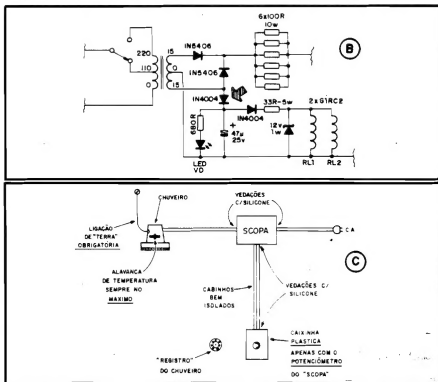 6x100R
10w
B
220
110
0
15
0
15
1N5406
1N5406
1N4004
1N4004
680R
LED
VD
47µ
25v
33R-5w
2xG1RC2
12v
1w
RL1
RL2
CHUVEIRO
LIGAÇÃO
DE "TERRA"
OBRIGATÓRIA
ALAVANCA
DE TEMPERATURA
SEMPRE NO
MÁXIMO
VEDAÇÕES
C/SILICONE
SCOPA
C A
C
CABINHOS
BEM
ISOLADOS
VEDAÇÕES C/
SILICONE
"REGISTRO"
DO CHUVEIRO
CAIXINHA
PLÁSTICA
APENAS COM O
POTENCIÔMETRO
DO "SCOPA"